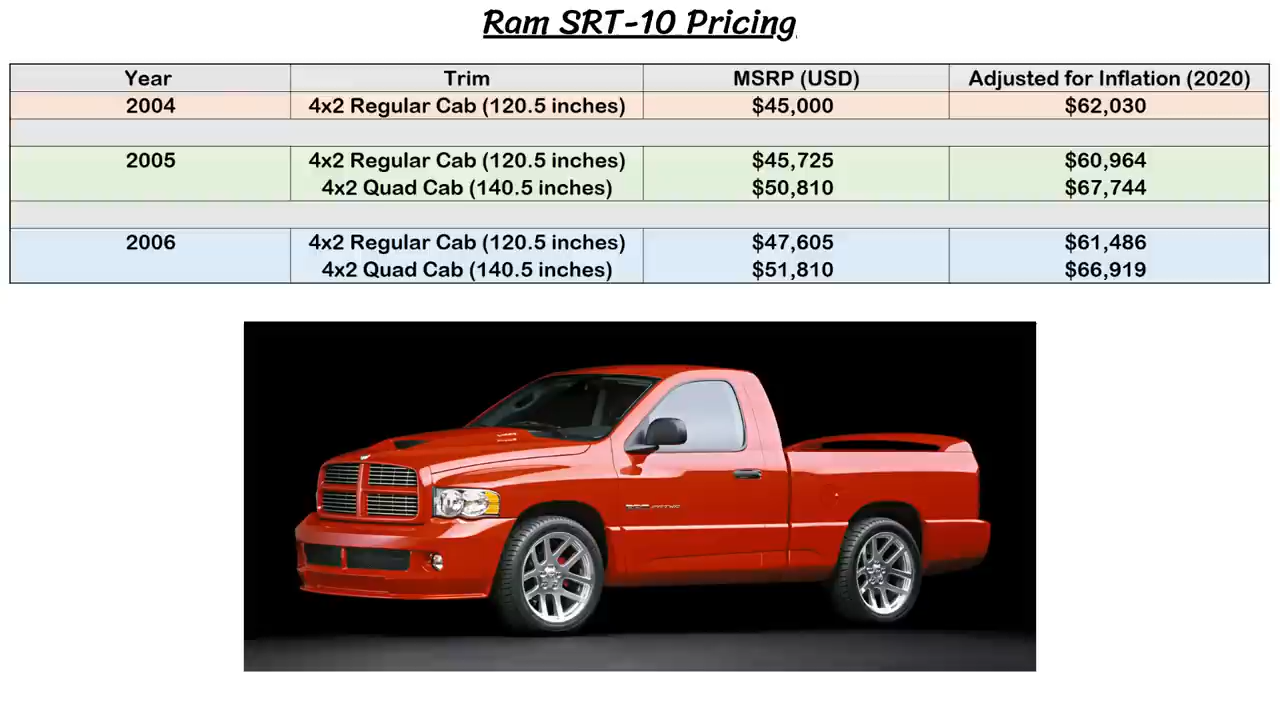 Ram SRT-10 Pricing
Year Trim MSRP (USD) Adjusted for Inflation (2020)
2004 4x2 Regular Cab (120.5 inches) $45,000 $62,030
2005 4x2 Regular Cab (120.5 inches) $45,725 $60,964
4x2 Quad Cab (140.5 inches) $50,810 $67,744
2006 4x2 Regular Cab (120.5 inches) $47,605 $61,486
4x2 Quad Cab (140.5 inches) $51,810 $66,919